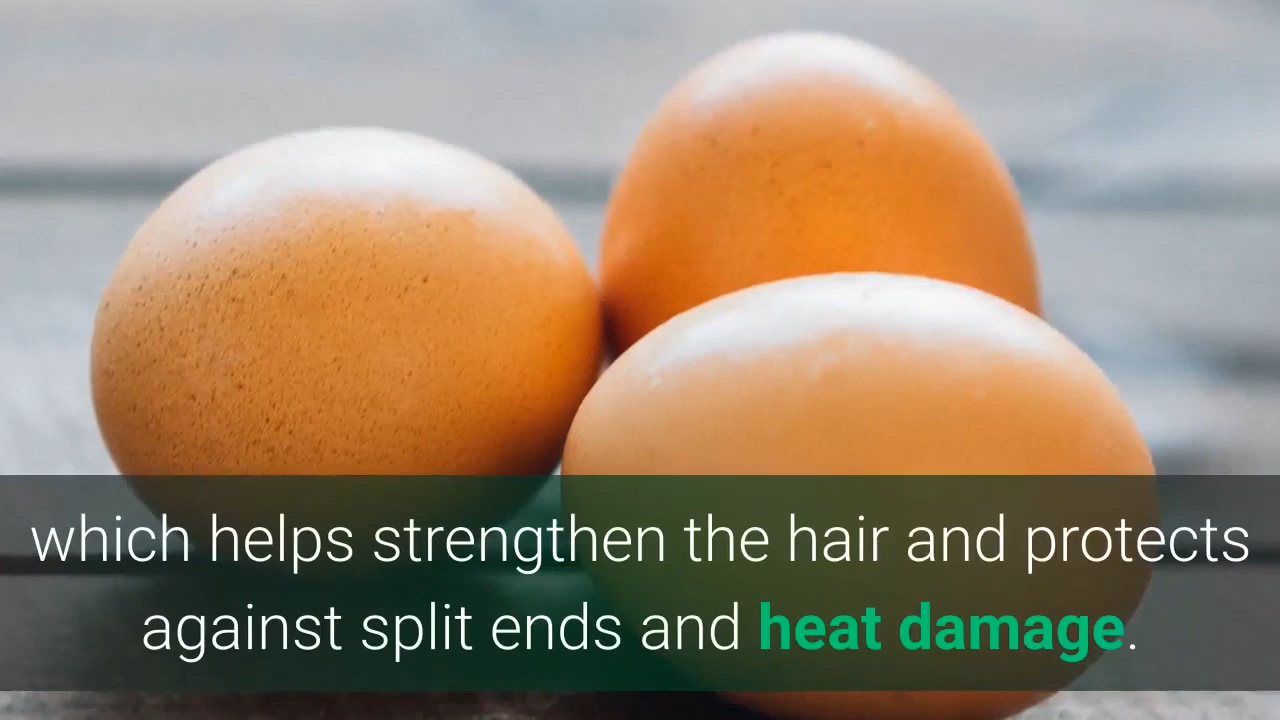 which helps strengthen the hair and protects
against split ends and heat damage.